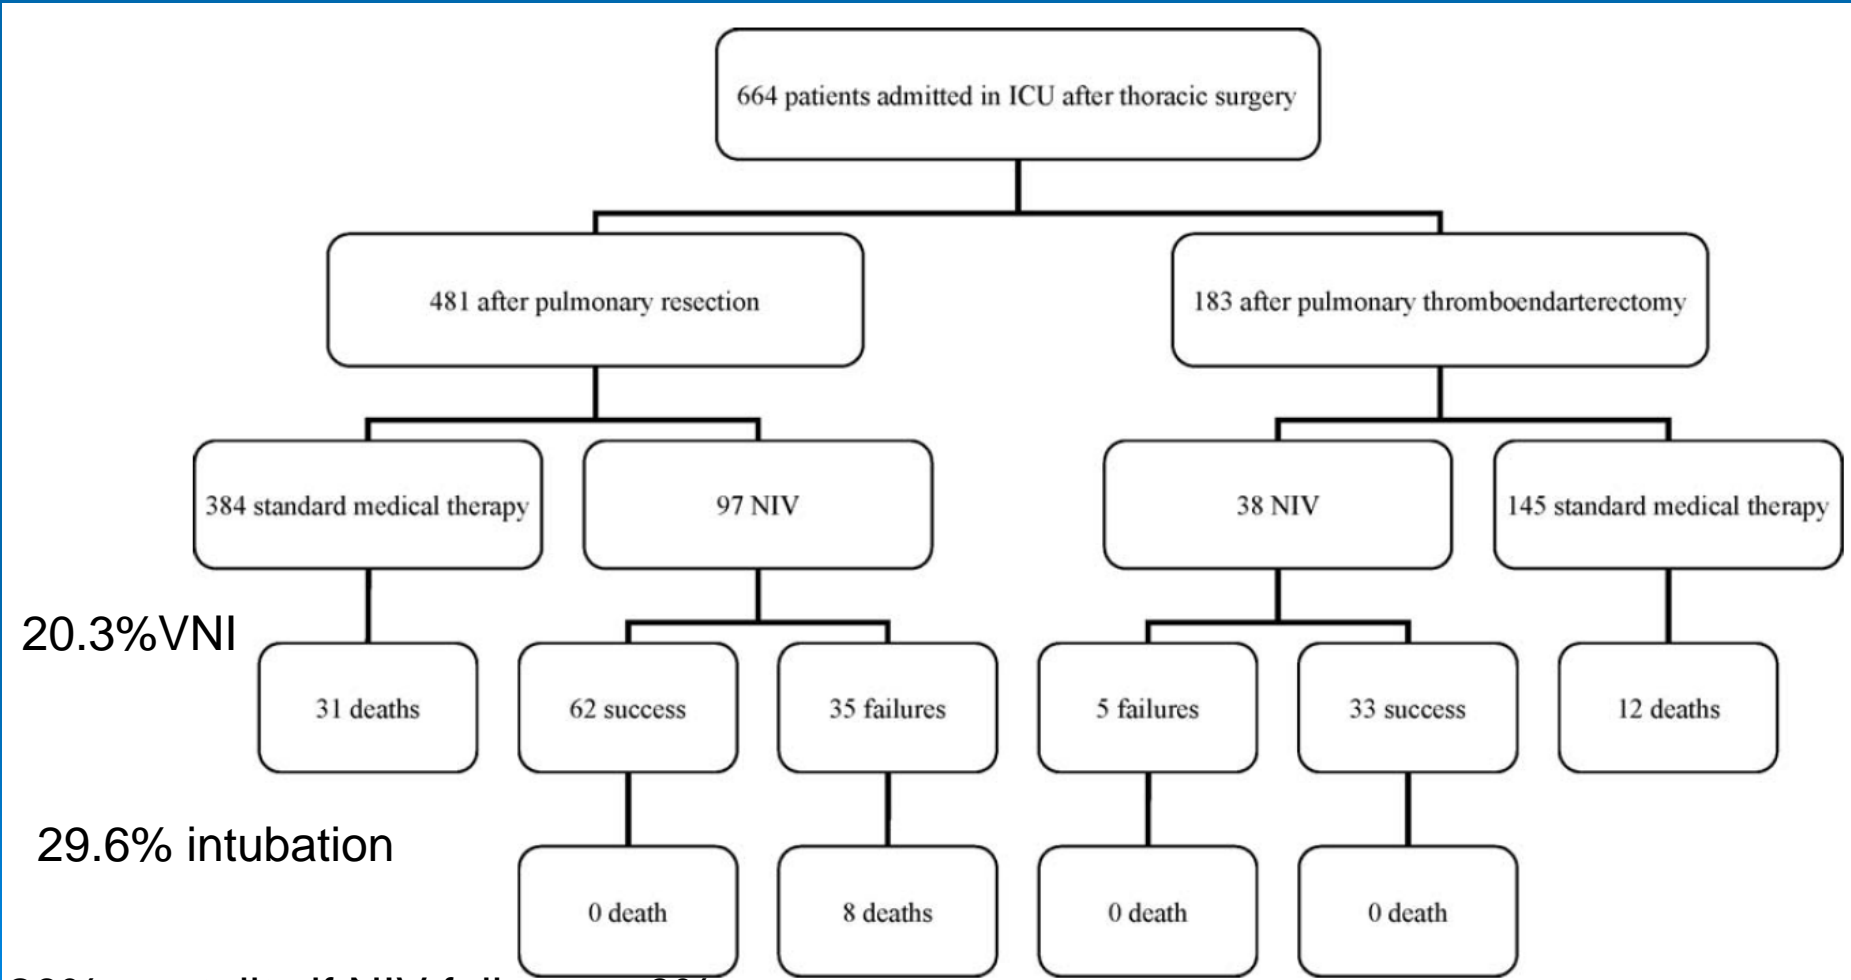 664 patients admitted in ICU after thoracic surgery
481 after pulmonary resection
183 after pulmonary thromboendarterectomy
384 standard medical therapy
97 NIV
38 NIV
145 standard medical therapy
20.3%VNI
31 deaths
62 success
35 failures
5 failures
33 success
12 deaths
29.6% intubation
0 death
8 deaths
0 death
0 death
if NIV